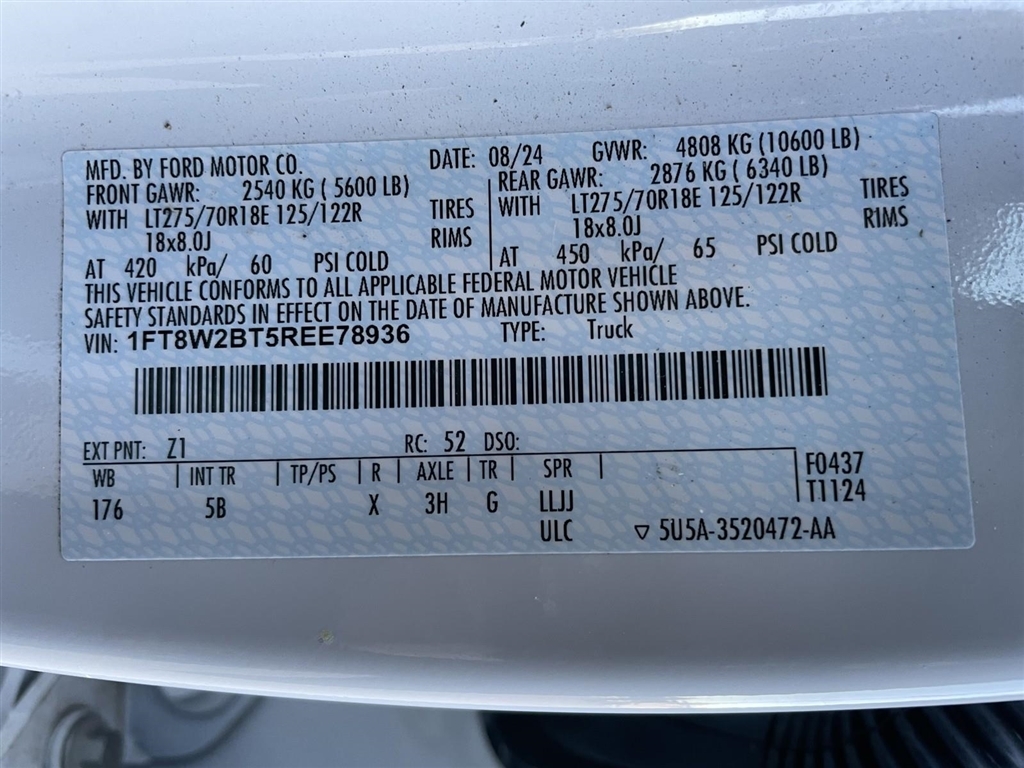 MFD. BY FORD MOTOR CO. DATE: 08/24 GVWR: 4808 KG (10600 LB)
FRONT GAWR: 2540 KG ( 5600 LB) REAR GAWR: 2876 KG ( 6340 LB)
WITH LT275/70R18E 125/122R TIRES WITH LT275/70R18E 125/122R TIRES
18x8.0J RIMS 18x8.0J RIMS
AT 420 kPa/ 60 PSI COLD AT 450 kPa/ 65 PSI COLD
THIS VEHICLE CONFORMS TO ALL APPLICABLE FEDERAL MOTOR VEHICLE
SAFETY STANDARDS IN EFFECT ON THE DATE OF MANUFACTURE SHOWN ABOVE.
VIN: 1FT8W2BT5REE78936 TYPE: Truck
EXT PNT: Z1 RC: 52 DSO:
WB INT TR TP/PS R AXLE TR SPR F0437
176 5B X 3H G LLJJ T1124
ULC ▽ 5U5A-3520472-AA